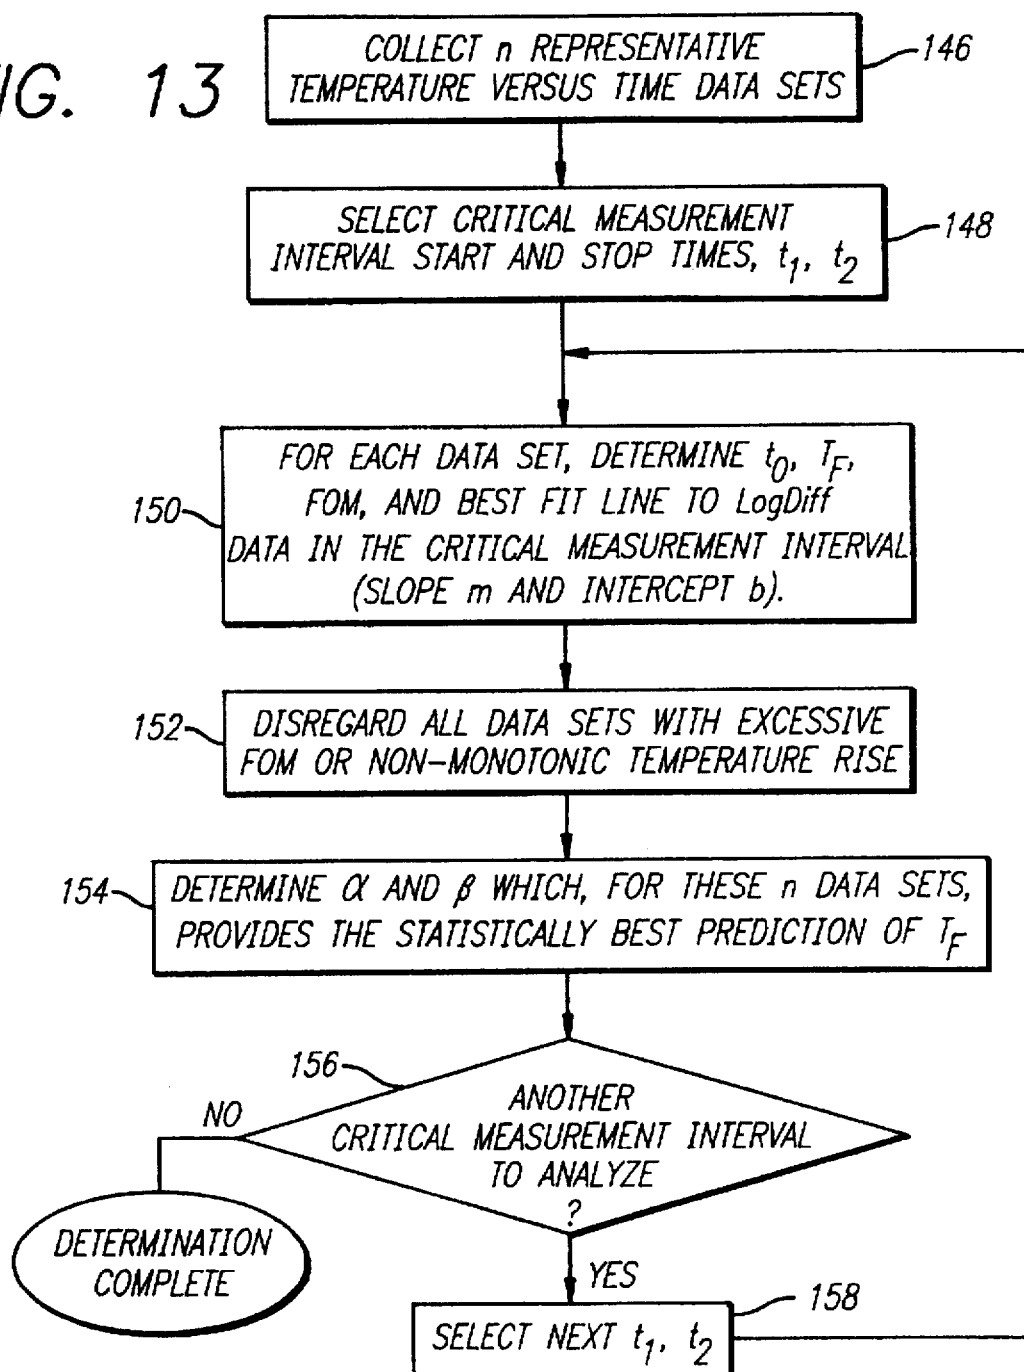 IG. 13
COLLECT n REPRESENTATIVE
TEMPERATURE VERSUS TIME DATA SETS
146
SELECT CRITICAL MEASUREMENT
INTERVAL START AND STOP TIMES, t1, t2
148
FOR EACH DATA SET, DETERMINE t0, TF,
FOM, AND BEST FIT LINE TO LogDiff
DATA IN THE CRITICAL MEASUREMENT INTERVAL
(SLOPE m AND INTERCEPT b).
150
DISREGARD ALL DATA SETS WITH EXCESSIVE
FOM OR NON-MONOTONIC TEMPERATURE RISE
152
DETERMINE α AND β WHICH, FOR THESE n DATA SETS,
PROVIDES THE STATISTICALLY BEST PREDICTION OF TF
154
156
ANOTHER
CRITICAL MEASUREMENT INTERVAL
TO ANALYZE
?
NO
DETERMINATION
COMPLETE
YES
SELECT NEXT t1, t2
158